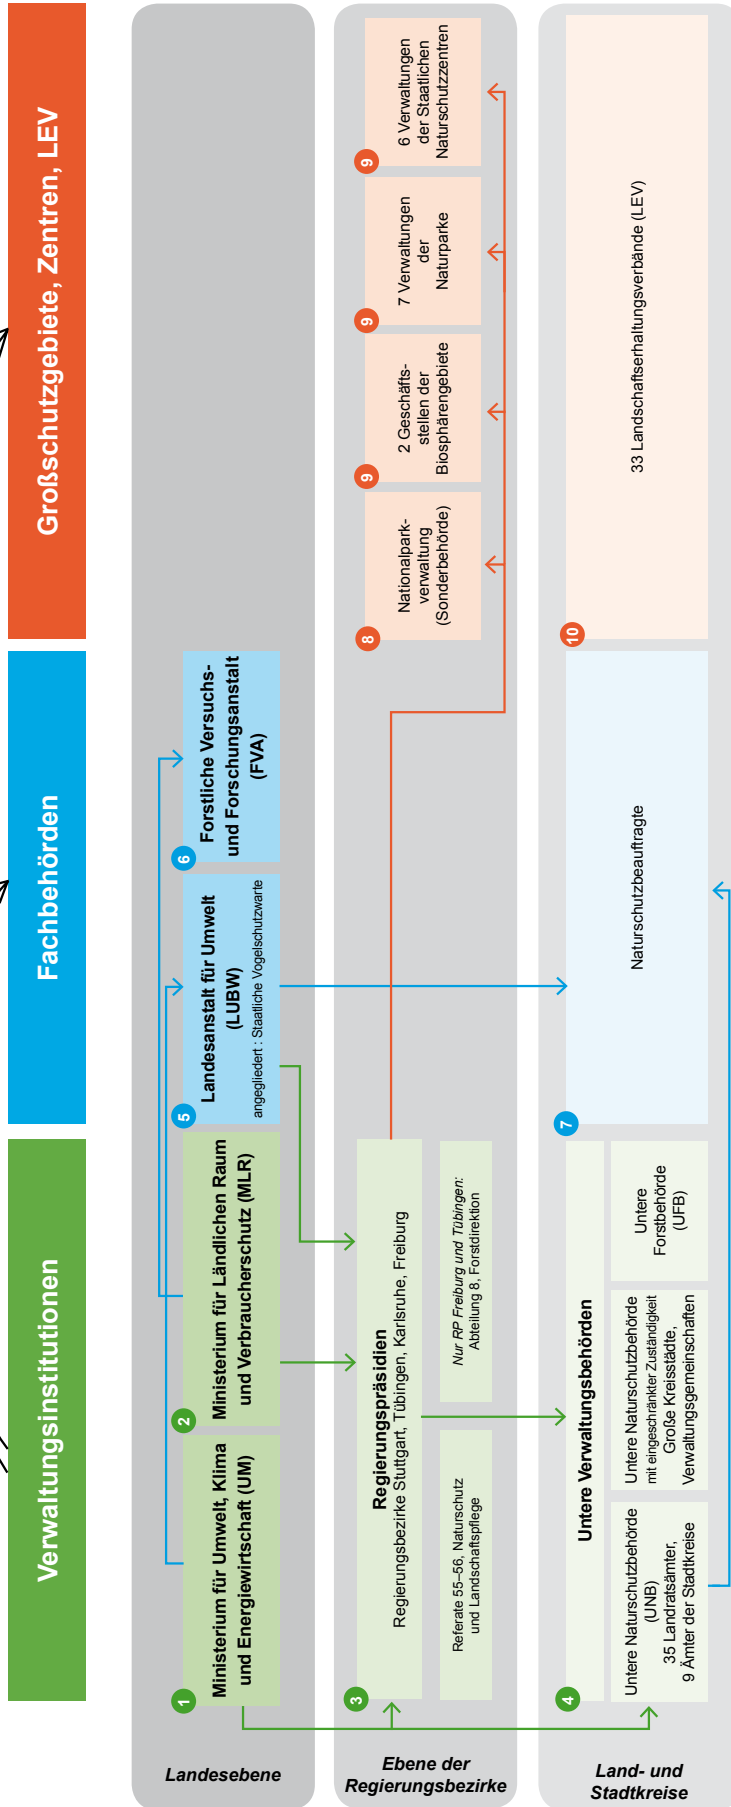 Verwaltungsinstitutionen
Fachbehörden
Großschutzgebiete, Zentren, LEV
Landesebene
1
Ministerium für Umwelt, Klima
und Energiewirtschaft (UM)
2
Ministerium für Ländlichen Raum
und Verbraucherschutz (MLR)
5
Landesanstalt für Umwelt
(LUBW)
angegliedert : Staatliche Vogelschutzwarte
6
Forstliche Versuchs-
und Forschungsanstalt
(FVA)
Ebene der
Regierungsbezirke
3
Regierungspräsidien
Regierungsbezirke Stuttgart, Tübingen, Karlsruhe, Freiburg
Referate 55–56, Naturschutz
und Landschaftspflege
Nur RP Freiburg und Tübingen:
Abteilung 8, Forstdirektion
8
Nationalpark-
verwaltung
(Sonderbehörde)
9
2 Geschäfts-
stellen der
Biosphärengebiete
9
7 Verwaltungen
der
Naturparke
9
6 Verwaltungen
der Staatlichen
Naturschutzzentren
Land- und
Stadtkreise
4
Untere Verwaltungsbehörden
Untere Naturschutzbehörde
(UNB)
35 Landratsämter,
9 Ämter der Stadtkreise
Untere Naturschutzbehörde
mit eingeschränkter Zuständigkeit
Große Kreisstädte,
Verwaltungsgemeinschaften
Untere
Forstbehörde
(UFB)
7
Naturschutzbeauftragte
10
33 Landschaftserhaltungsverbände (LEV)